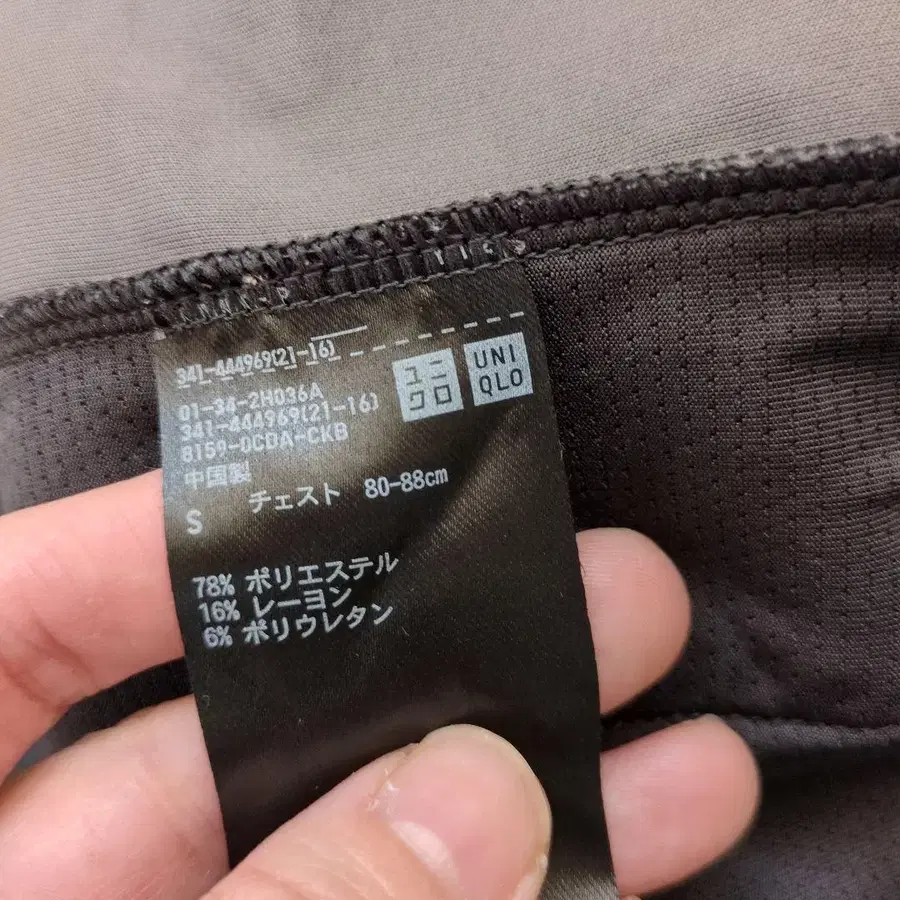 341-444969(21-16)
ユニ
クロ
UNI
QLO
01-34-2H036A
341-444969(21-16)
8159-0CDA-CKB
中国製
S チェスト 80-88cm
78% ポリエステル
16% レーヨン
6% ポリウレタン